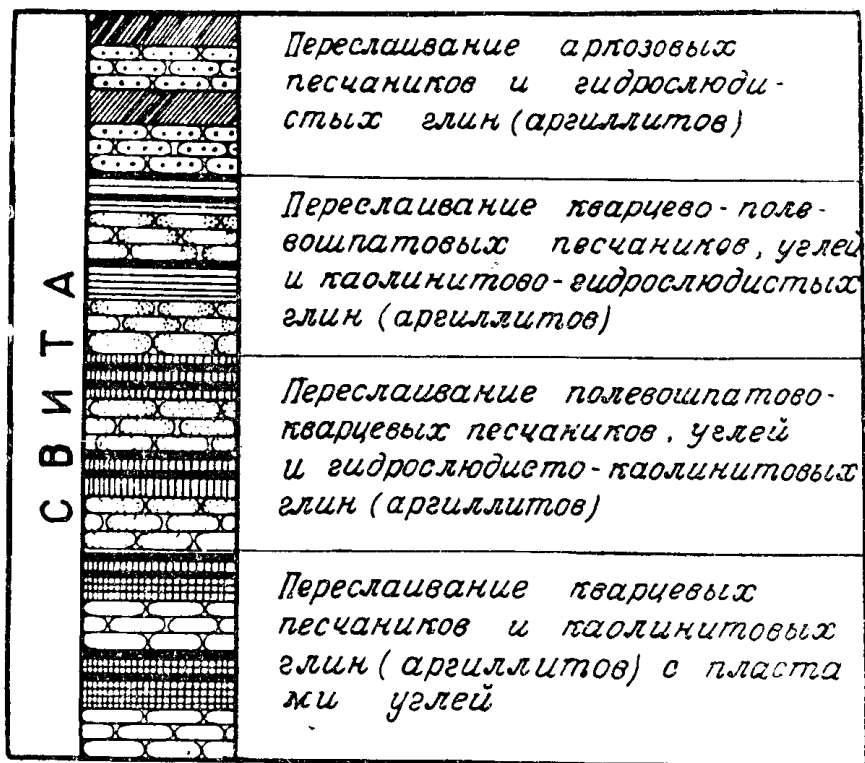 СВИТА
Переслаивание аркозовых
песчаников и гидрослюди-
стых глин (аргиллитов)
Переслаивание кварцево-поле-
вошпатовых песчаников, углей
и каолинитово-гидрослюдистых
глин (аргиллитов)
Переслаивание полевошпатово-
кварцевых песчаников, углей
и гидрослюдисто-каолинитовых
глин (аргиллитов)
Переслаивание кварцевых
песчаников и каолинитовых
глин (аргиллитов) с пласта
ми углей